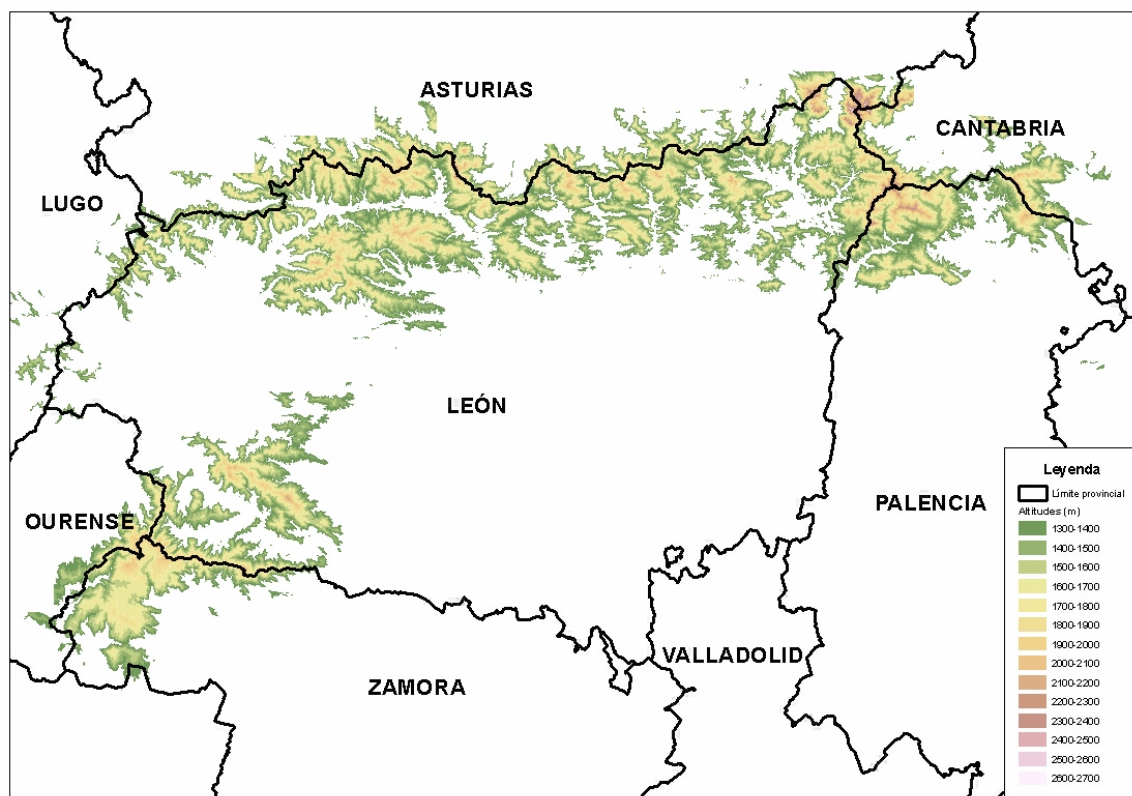 ASTURIAS
CANTABRIA
LUGO
LEÓN
PALENCIA
OURENSE
VALLADOLID
ZAMORA
Leyenda
Límite provincial
Altitudes (m)
1300-1400
1400-1500
1500-1600
1600-1700
1700-1800
1800-1900
1900-2000
2000-2100
2100-2200
2200-2300
2300-2400
2400-2500
2500-2600
2600-2700